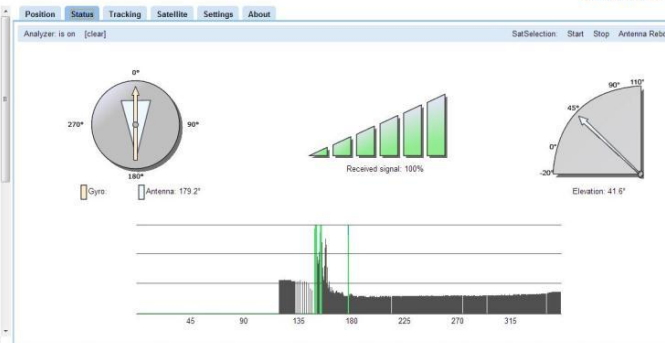 Position Status Tracking Satellite Settings About
Analyzer: is on [clear] SatSelection: Start Stop Antenna
0°
270° 90°
180°
Gyro: Antenna: 179.2°
Received signal: 100%
90° 110°
45°
0°
-20°
Elevation: 41.6°
45 90 135 180 225 270 315